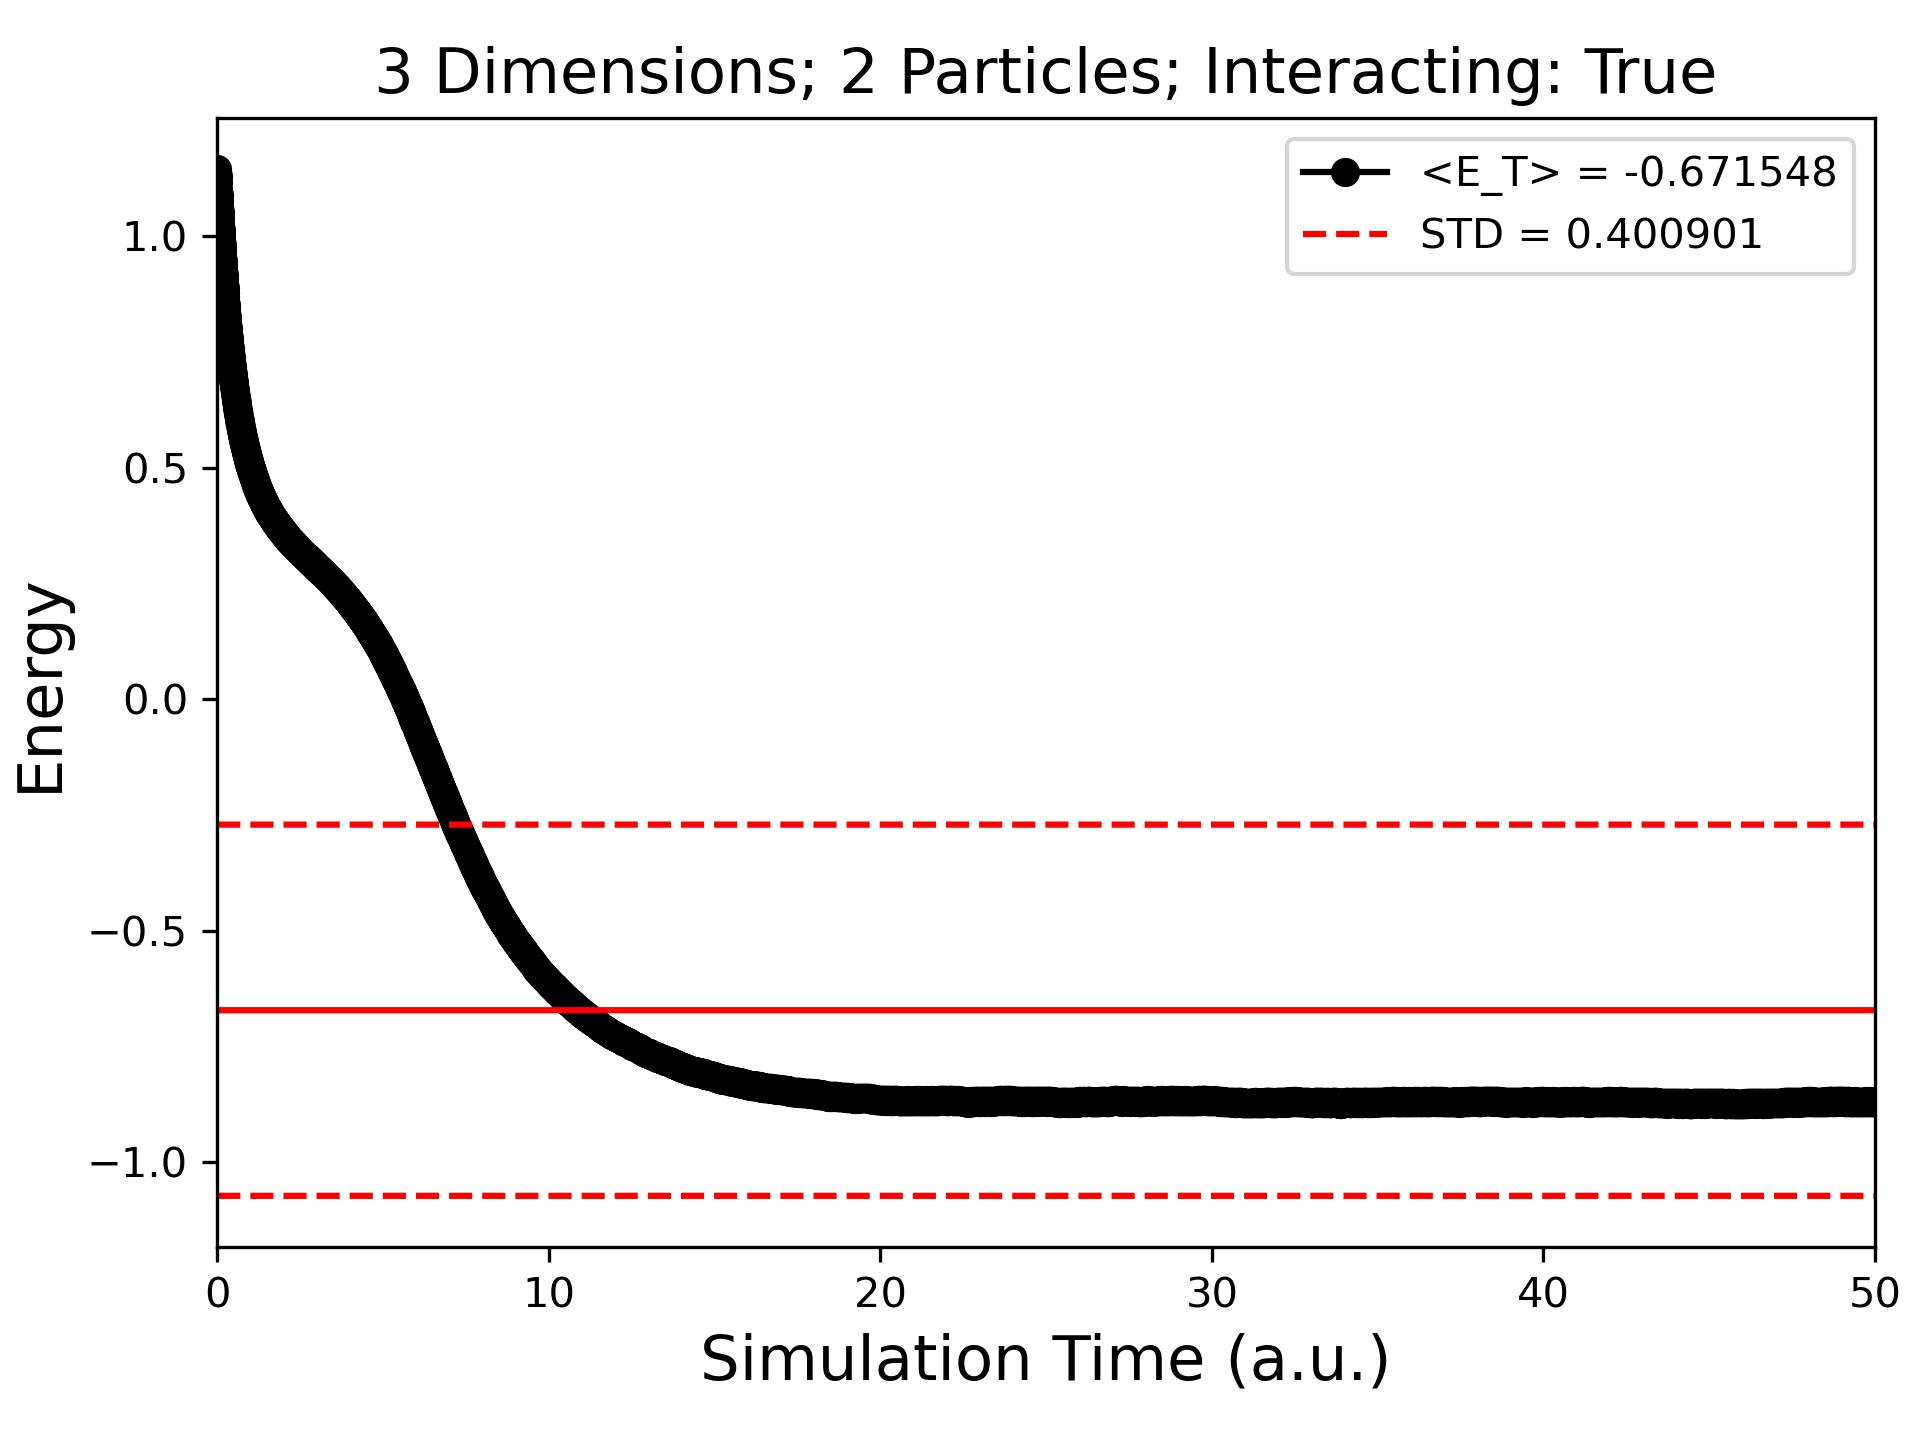 3 Dimensions; 2 Particles; Interacting: True
<E_T> = -0.671548
STD = 0.400901
Energy
1.0
0.5
0.0
−0.5
−1.0
0 10 20 30 40 50
Simulation Time (a.u.)